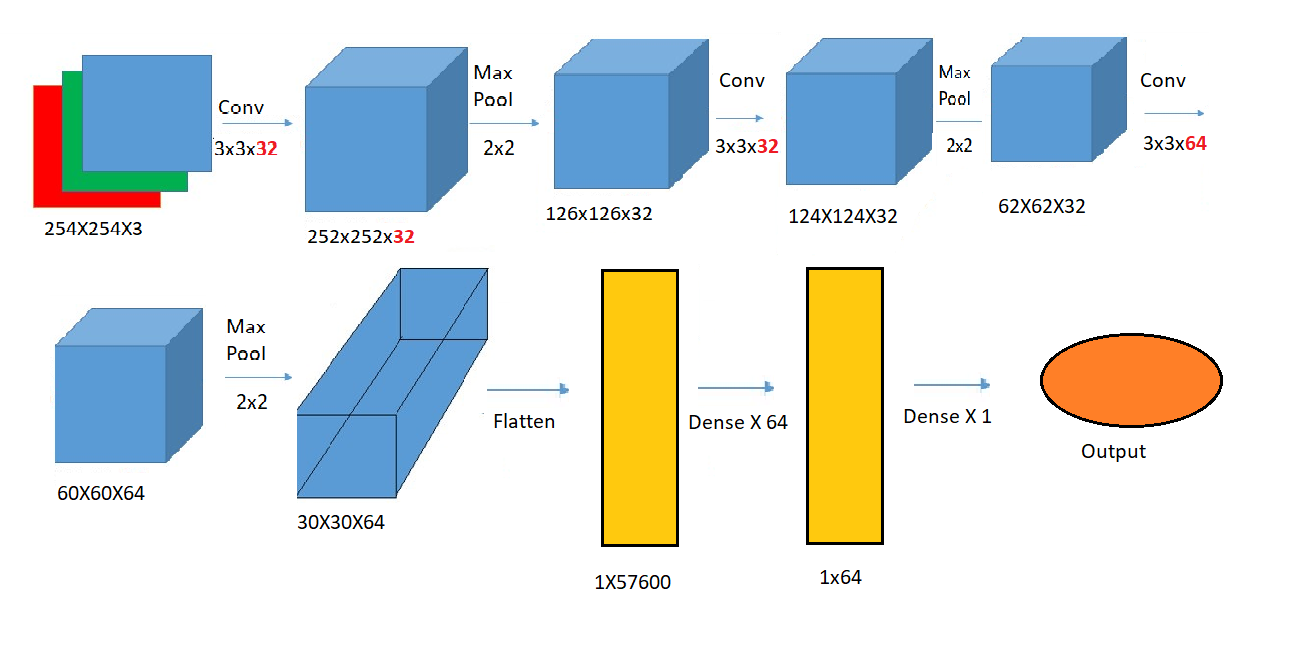 Conv
3x3x32
254X254X3
252x252x32
Max
Pool
2x2
126x126x32
Conv
3x3x32
124X124X32
Max
Pool
2x2
62X62X32
Conv
3x3x64
60X60X64
Max
Pool
2x2
30X30X64
Flatten
1X57600
Dense X 64
1x64
Dense X 1
Output